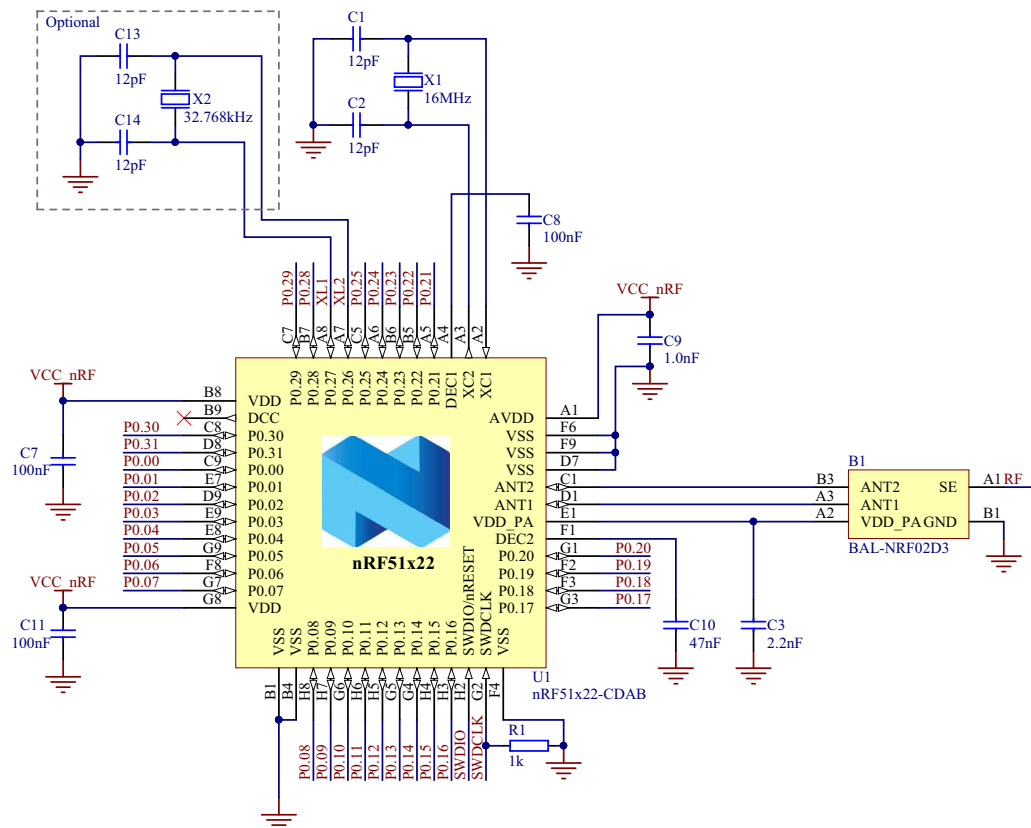 Optional
C13
12pF
X2
32.768kHz
C14
12pF
C1
12pF
X1
16MHz
C2
12pF
C8
100nF
P0.29
P0.28
XL1
XL2
P0.25
P0.24
P0.23
P0.22
P0.21
C7
B7
A8
A7
C5
A6
B6
B5
A5
A4
A3
A2
P0.29
P0.28
P0.27
P0.26
P0.25
P0.24
P0.23
P0.22
P0.21
DEC1
XC2
XC1
VCC_nRF
C9
1.0nF
VCC_nRF
C7
100nF
B8 VDD
B9 DCC
P0.30 C8 P0.30
P0.31 D8 P0.31
P0.00 C9 P0.00
P0.01 E7 P0.01
P0.02 D9 P0.02
P0.03 E9 P0.03
P0.04 E8 P0.04
P0.05 G9 P0.05
P0.06 F8 P0.06
P0.07 G7 P0.07
G8 VDD
VCC_nRF
C11
100nF
nRF51x22
AVDD A1
VSS F6
VSS F9
VSS D7
ANT2 C1
ANT1 D1
VDD_PA E1
DEC2 F1
P0.20 G1 P0.20
P0.19 F2 P0.19
P0.18 F3 P0.18
P0.17 G3 P0.17
B1
B3 ANT2 SE A1 RF
A3 ANT1
A2 VDD_PA GND B1
BAL-NRF02D3
C10
47nF
C3
2.2nF
VSS
VSS
P0.08
P0.09
P0.10
P0.11
P0.12
P0.13
P0.14
P0.15
P0.16
SWDIO/nRESET
SWDCLK
VSS
U1
nRF51x22-CDAB
B1
B4
H8
H7
G6
H6
H5
G5
G4
H4
H3
H2
G2
F4
P0.08
P0.09
P0.10
P0.11
P0.12
P0.13
P0.14
P0.15
P0.16
SWDIO
SWDCLK
R1
1k